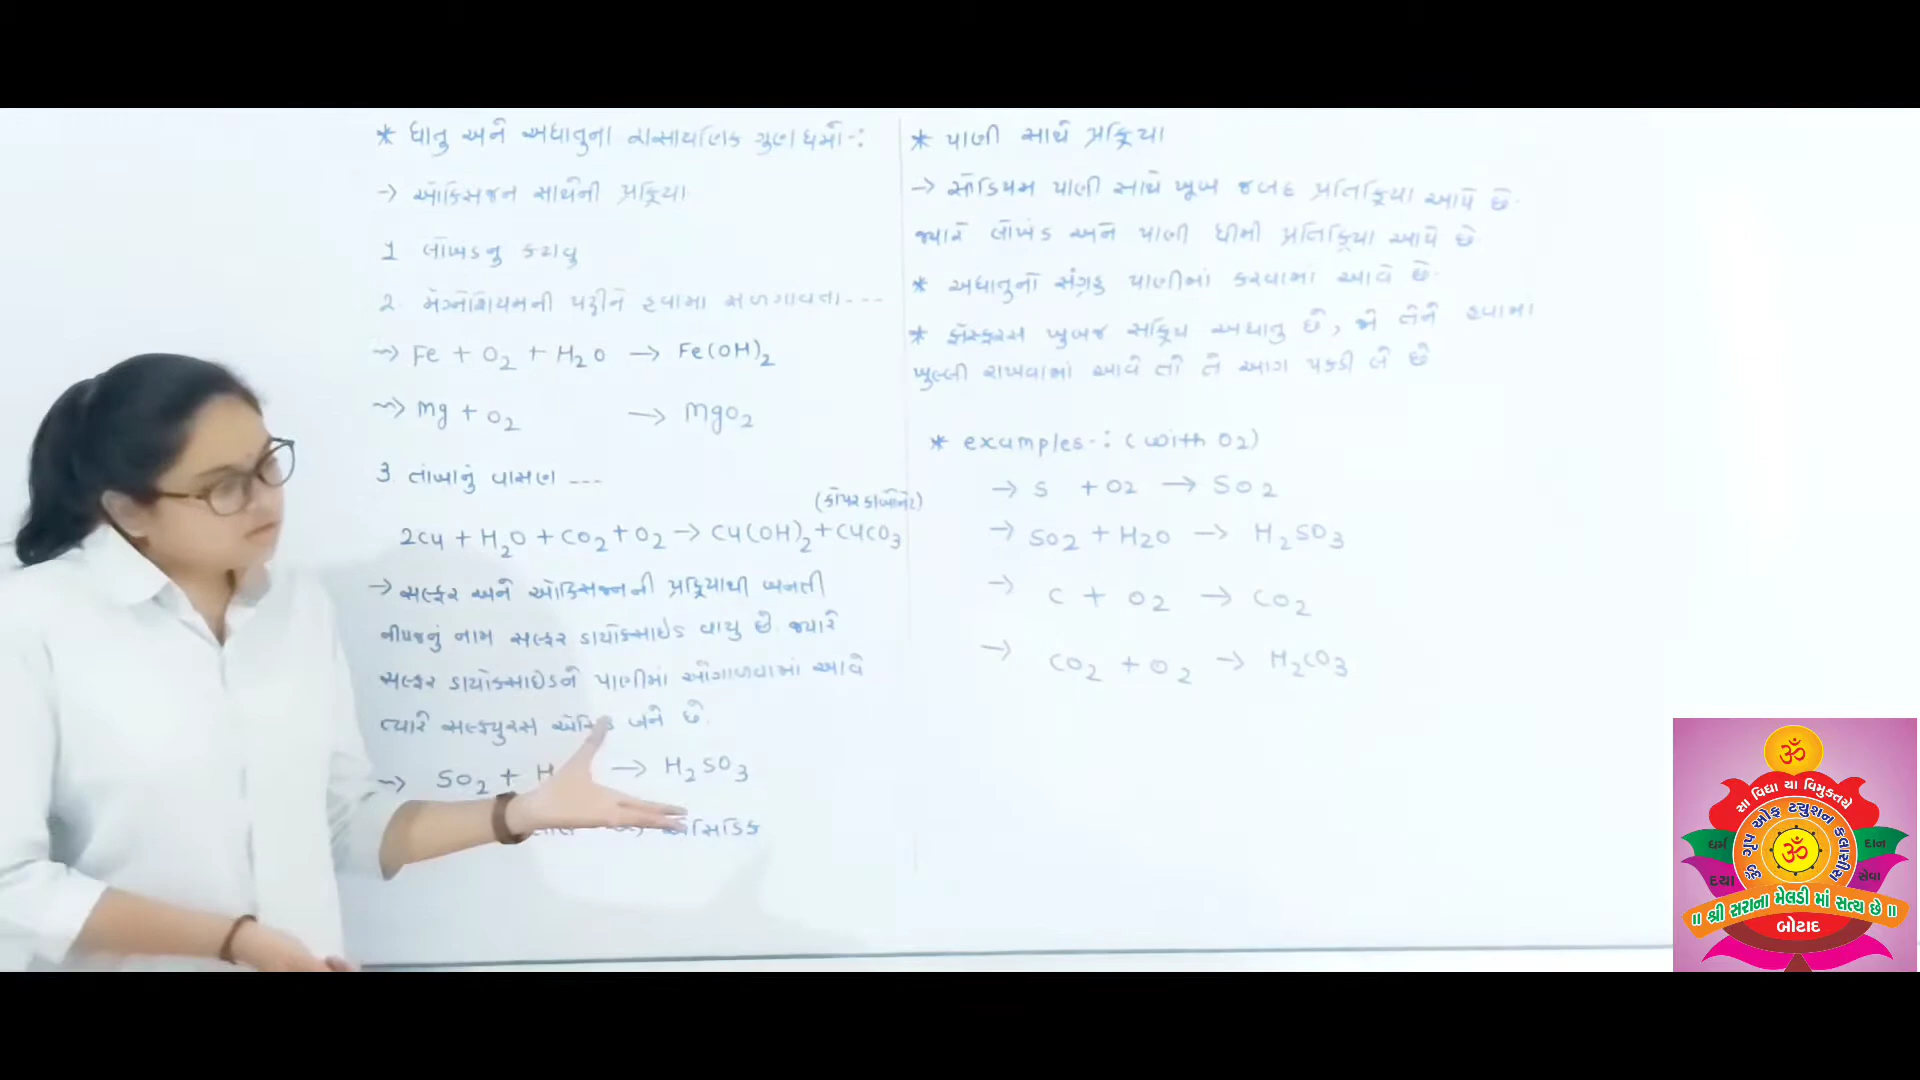 * ધાતુ અને અધાતુના રાસાયણિક ગુણધર્મો-:
→ ઓક્સિજન સાથેની પ્રક્રિયા
1 લોખંડનુ કટાવુ
2. મેગ્નેશિયમની પટ્ટીને હવામાં સળગાવતા----
~> Fe + O2 + H2O → Fe(OH)2
~> Mg + O2 → MgO2
3. તાંબાનું વાસણ ---
(કોપર કાર્બોનેટ)
2Cu + H2O + CO2 + O2 → Cu(OH)2 + CuCO3
→ સલ્ફર અને ઓક્સિજનની પ્રક્રિયાથી બનતી
નીપજનું નામ સલ્ફર ડાયોક્સાઇડ વાયુ છે. જ્યારે
સલ્ફર ડાયોક્સાઇડને પાણીમાં ઓગાળવામાં આવે
ત્યારે સલ્ફ્યુરસ બને છે.
→ SO2 + H → H2SO3
એસિડિક
* પાણી સાથે પ્રક્રિયા
→ સોડિયમ પાણી સાથે ખૂબ જલદ પ્રતિક્રિયા આપે છે.
જ્યારે લોખંડ અને પાણી ધીમી પ્રતિક્રિયા આપે છે
* અધાતુનો સંગ્રહ પાણીમાં કરવામાં આવે છે.
* ફોસ્ફરસ ખુબજ સક્રિય અધાતુ છે, જો તેને હવામાં
ખુલ્લી રાખવામાં આવે તો તે આગ પકડી લે છે
* examples-: (with O2)
→ S + O2 → SO2
→ SO2 + H2O → H2SO3
→ C + O2 → CO2
→ CO2 + O2 → H2CO3
ૐ
સા વિદ્યા યા વિમુક્તયે
ગૃપ ઓફ ટ્યુશન ક્લાસીસ
ધર્મ
દાન
ૐ
દયા
સેવા
॥ શ્રી સરાના મેલડી માં સત્ય છે ॥
બોટાદ